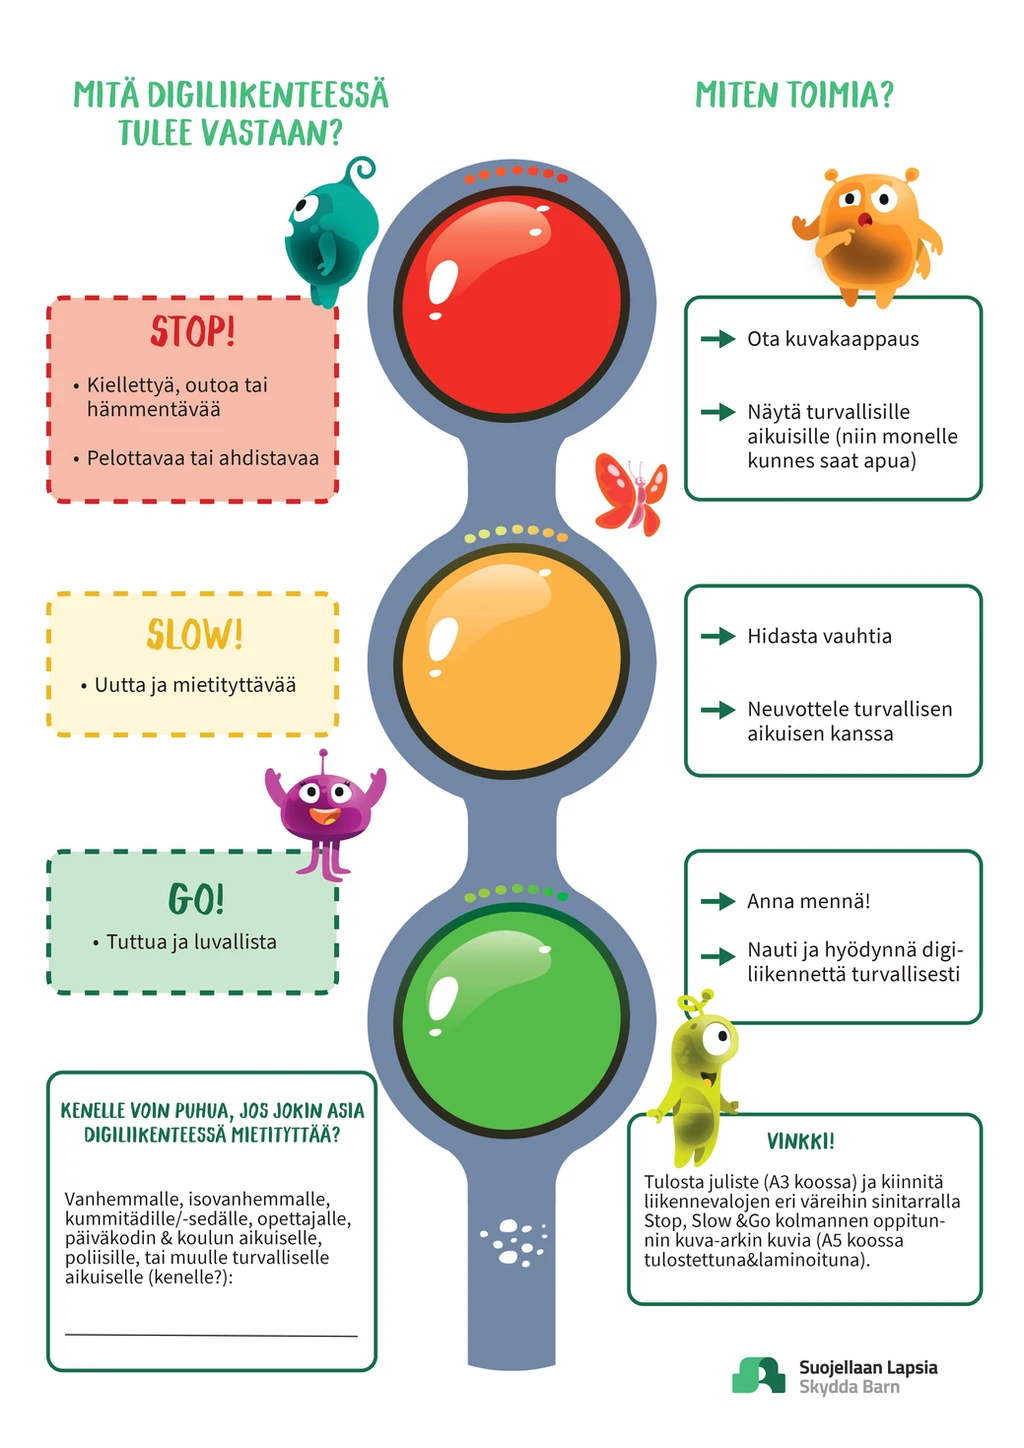 MITÄ DIGILIIKENTEESSÄ
TULEE VASTAAN?
MITEN TOIMIA?
STOP!
• Kiellettyä, outoa tai
hämmentävää
• Pelottavaa tai ahdistavaa
Ota kuvakaappaus
Näytä turvallisille
aikuisille (niin monelle
kunnes saat apua)
SLOW!
• Uutta ja mietityttävää
Hidasta vauhtia
Neuvottele turvallisen
aikuisen kanssa
GO!
• Tuttua ja luvallista
Anna mennä!
Nauti ja hyödynnä digi-
liikennettä turvallisesti
KENELLE VOIN PUHUA, JOS JOKIN ASIA
DIGILIIKENTEESSÄ MIETITYTTÄÄ?
Vanhemmalle, isovanhemmalle,
kummitädille/-sedälle, opettajalle,
päiväkodin & koulun aikuiselle,
poliisille, tai muulle turvalliselle
aikuiselle (kenelle?):
VINKKI!
Tulosta juliste (A3 koossa) ja kiinnitä
liikennevalojen eri väreihin sinitarralla
Stop, Slow &Go kolmannen oppitun-
nin kuva-arkin kuvia (A5 koossa
tulostettuna&laminoituna).
Suojellaan Lapsia
Skydda Barn